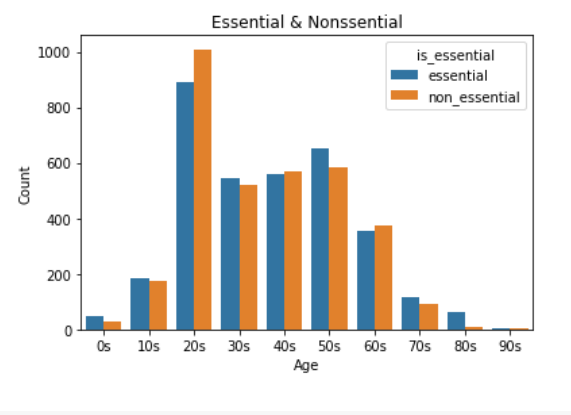 Essential & Nonssential
is_essential
essential
non_essential
1000
800
600
400
200
0
Count
0s 10s 20s 30s 40s 50s 60s 70s 80s 90s
Age